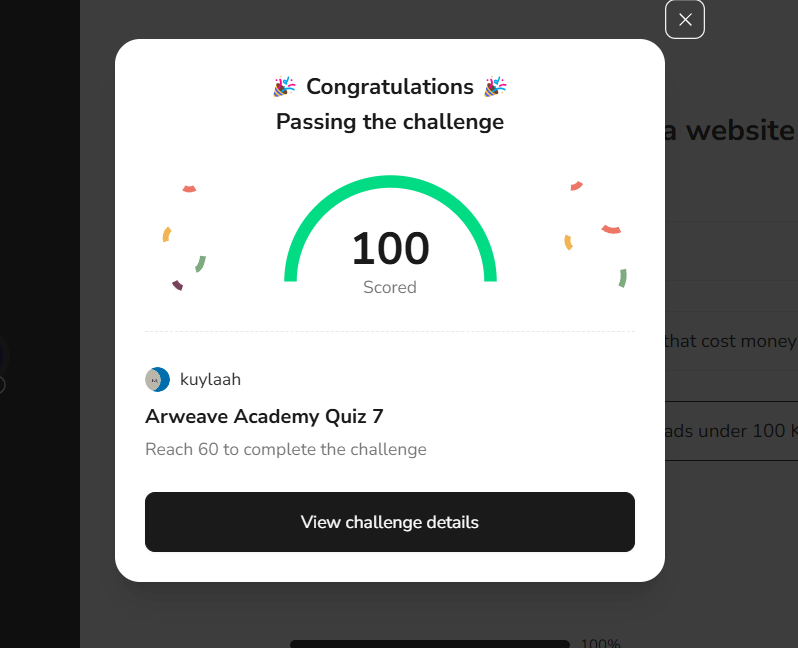 🎉 Congratulations 🎉
Passing the challenge
a website
100
Scored
that cost money
kuylaah
Arweave Academy Quiz 7
ads under 100 K
Reach 60 to complete the challenge
View challenge details
100%